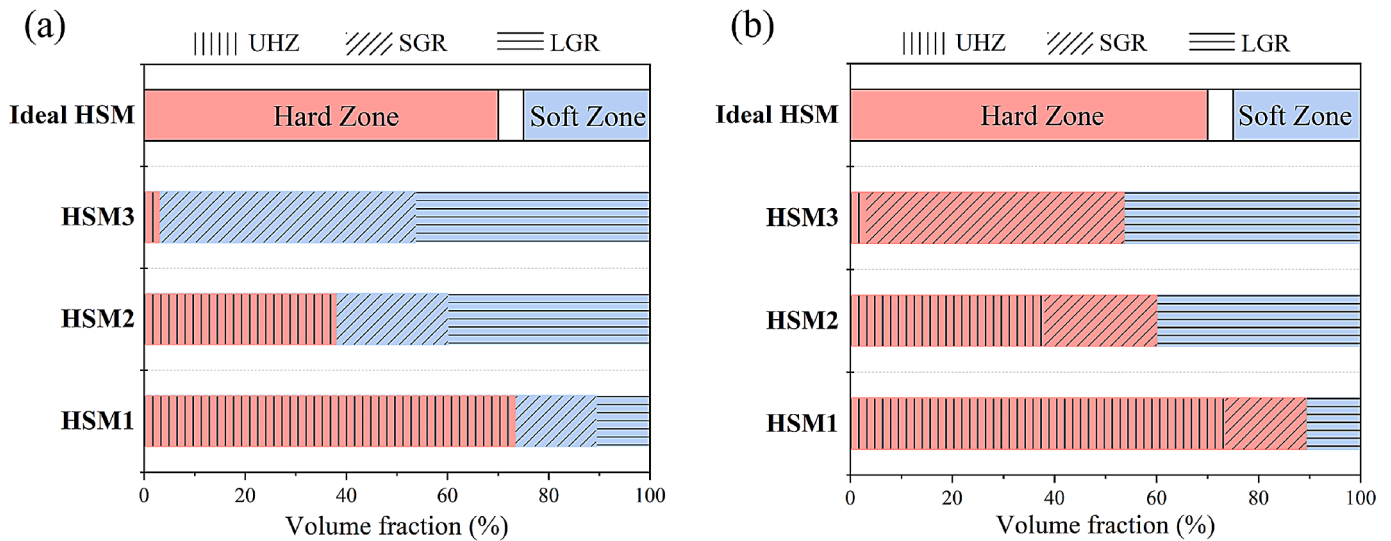 (a)
UHZ SGR LGR
Ideal HSM Hard Zone Soft Zone
HSM3
HSM2
HSM1
0 20 40 60 80 100
Volume fraction (%)
(b)
UHZ SGR LGR
Ideal HSM Hard Zone Soft Zone
HSM3
HSM2
HSM1
0 20 40 60 80 100
Volume fraction (%)